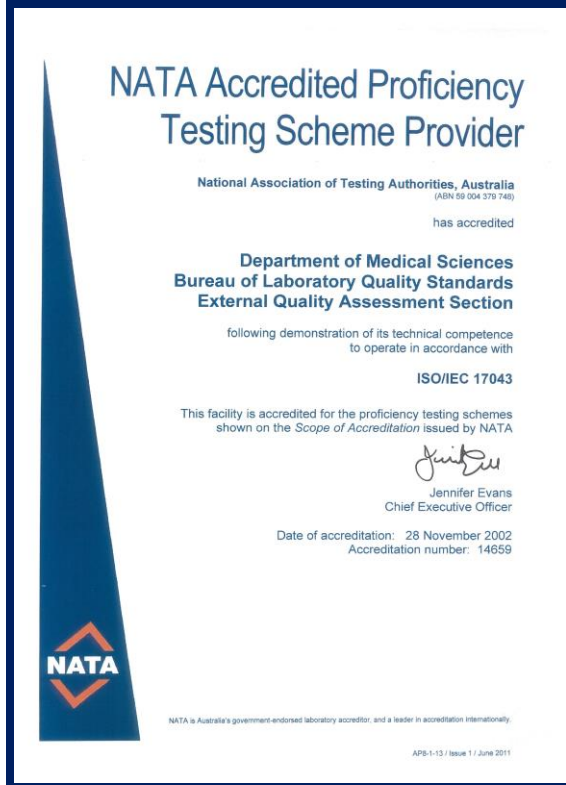 NATA Accredited Proficiency
Testing Scheme Provider
National Association of Testing Authorities, Australia
(ABN 59 004 379 748)
has accredited
Department of Medical Sciences
Bureau of Laboratory Quality Standards
External Quality Assessment Section
following demonstration of its technical competence
to operate in accordance with
ISO/IEC 17043
This facility is accredited for the proficiency testing schemes
shown on the Scope of Accreditation issued by NATA
Jennifer Evans
Chief Executive Officer
Date of accreditation: 28 November 2002
Accreditation number: 14659
NATA
NATA is Australia's government-endorsed laboratory accreditor, and a leader in accreditation internationally.
AP8-1-13 / Issue 1 / June 2011